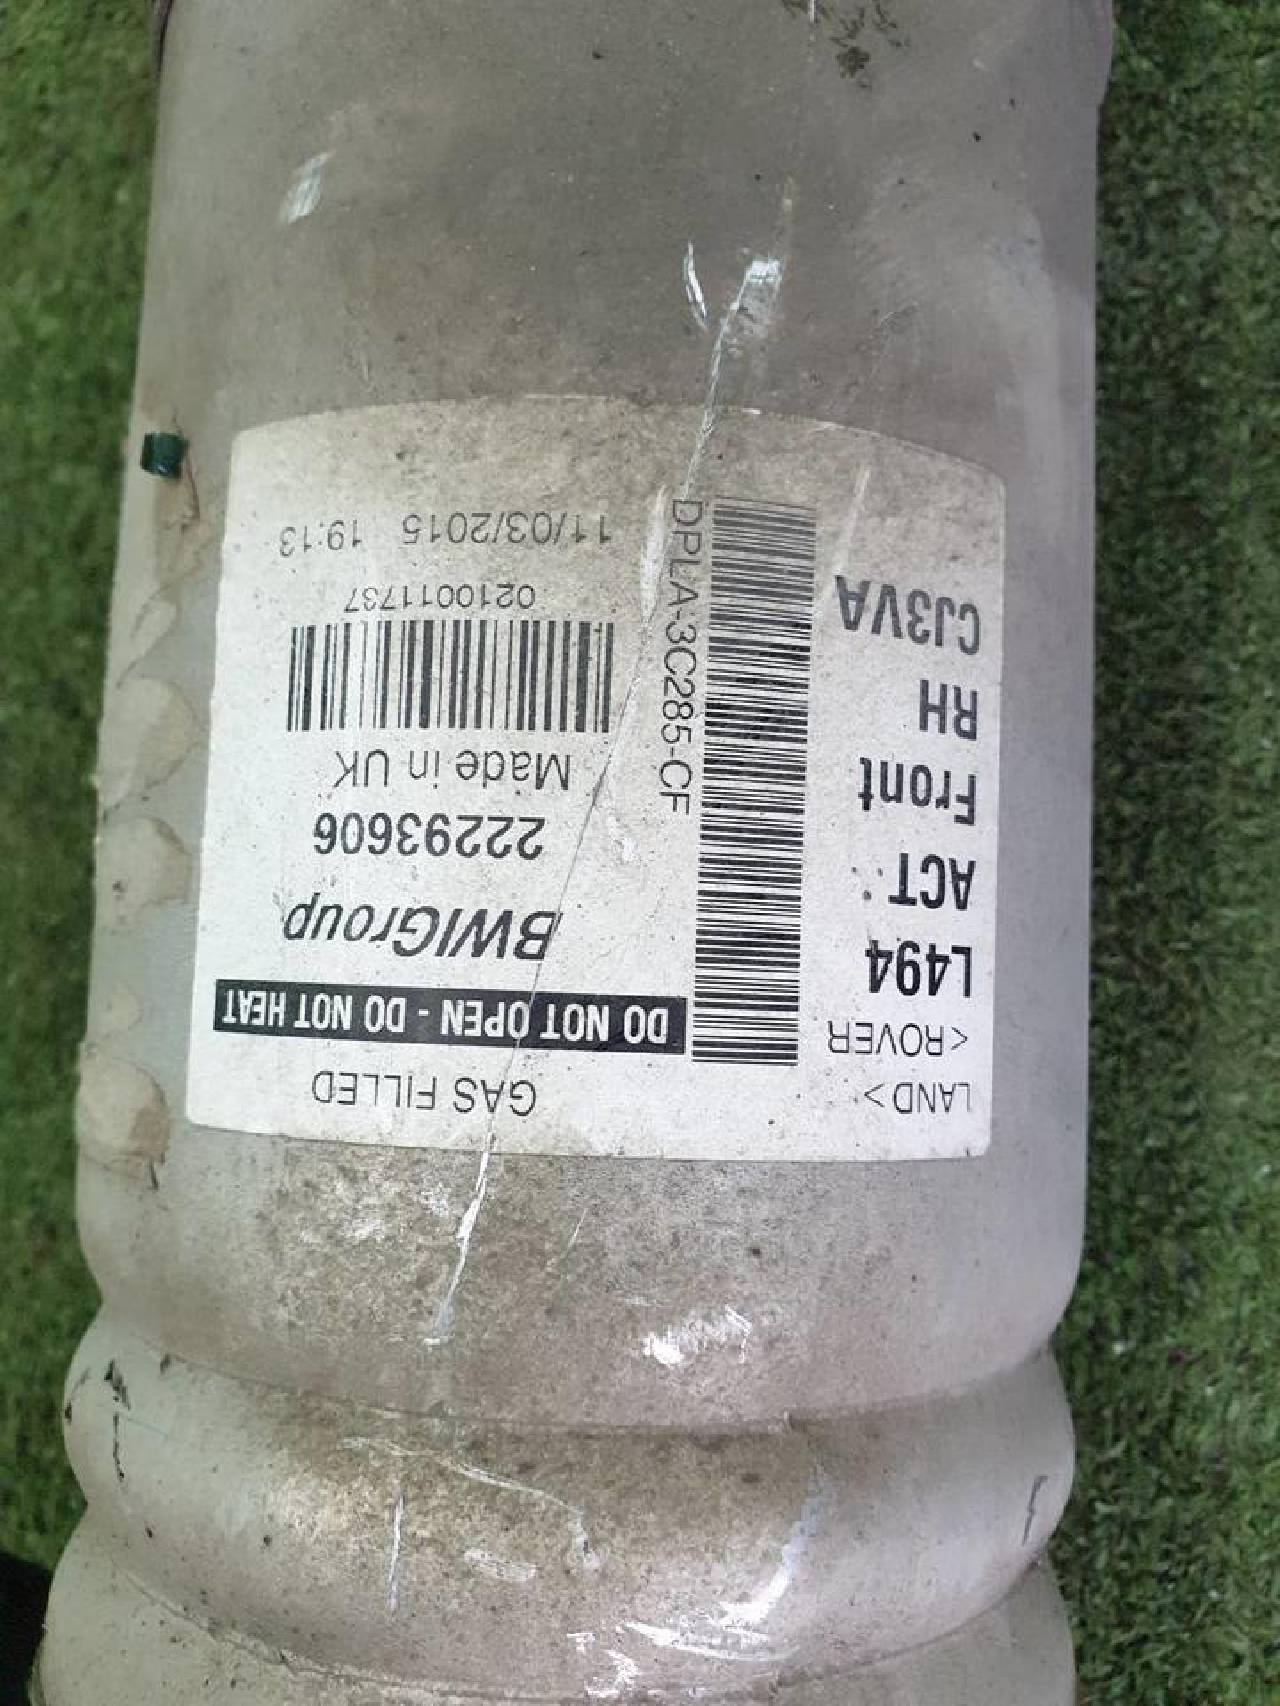 LAND >
< ROVER
L494
ACT
Front
RH
CJ3VA
DPLA-3C285-CF
GAS FILLED
DO NOT OPEN - DO NOT HEAT
BWIGroup
22293606
Made in UK
0210011737
11/03/2015 19:13